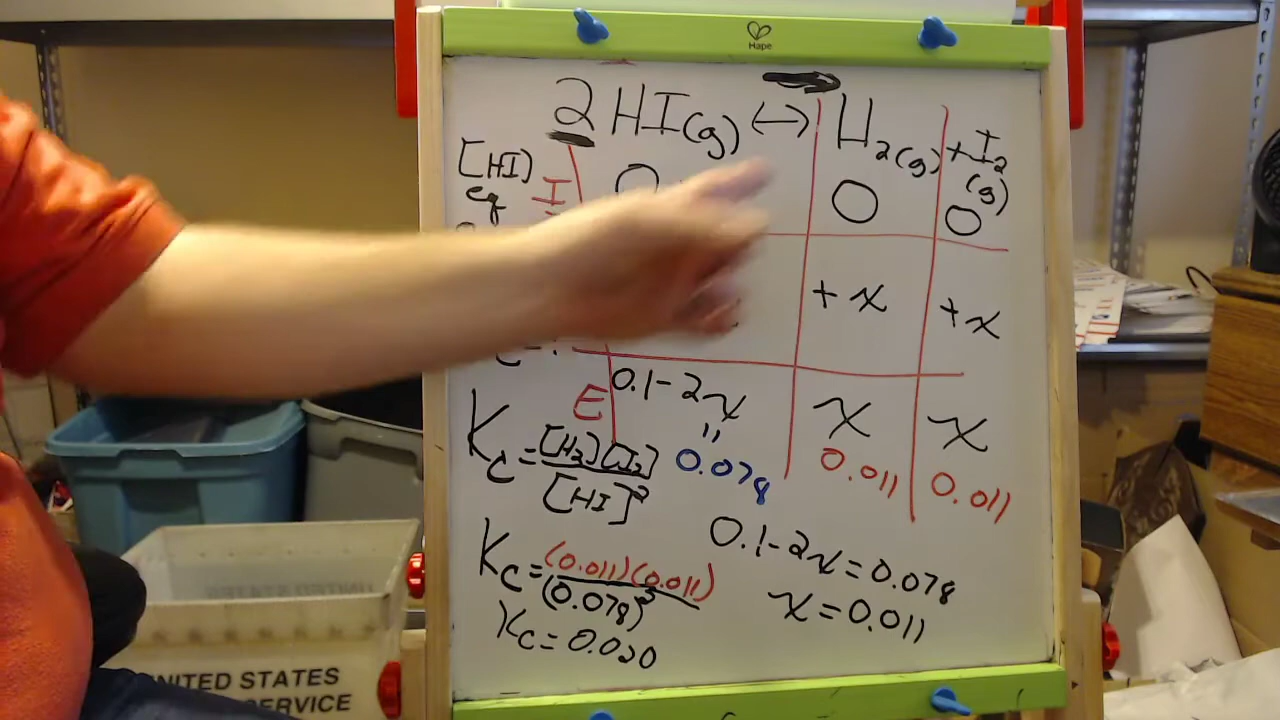 Hape
2 HI(g) ↔ H₂(g) + I₂(g)
[HI]eq
I
0 0
+x +x
E 0.1-2x x x
" 0.078 0.011 0.011
Kc = [H₂][I₂] / [HI]²
0.1-2x = 0.078
x = 0.011
Kc = (0.011)(0.011) / (0.078)²
Kc = 0.020
UNITED STATES